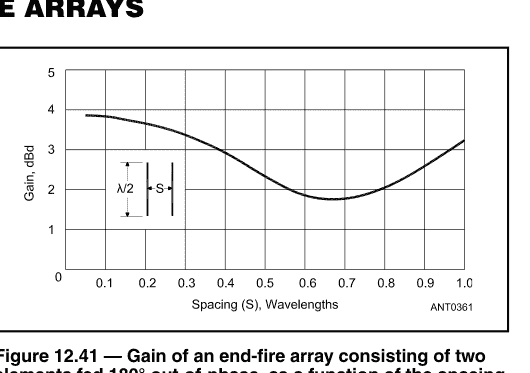 E ARRAYS
5
4
3
2
1
0
Gain, dBd
λ/2
S
0.1 0.2 0.3 0.4 0.5 0.6 0.7 0.8 0.9 1.0
Spacing (S), Wavelengths
ANT0361
Figure 12.41 — Gain of an end-fire array consisting of two
elements fed 180° out of phase, as a function of the spacing